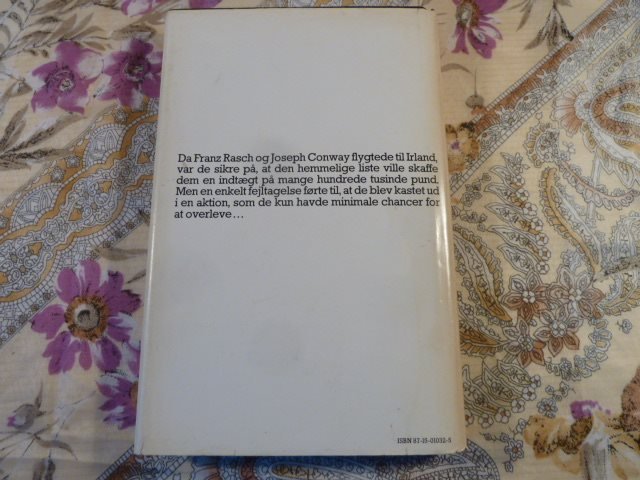 Da Franz Rasch og Joseph Conway flygtede til Irland,
var de sikre på, at den hemmelige liste ville skaffe
dem en indtægt på mange hundrede tusinde pund.
Men en enkelt fejltagelse førte til, at de blev kastet ud
i en aktion, som de kun havde minimale chancer for
at overleve...
ISBN 87-15-01032-5